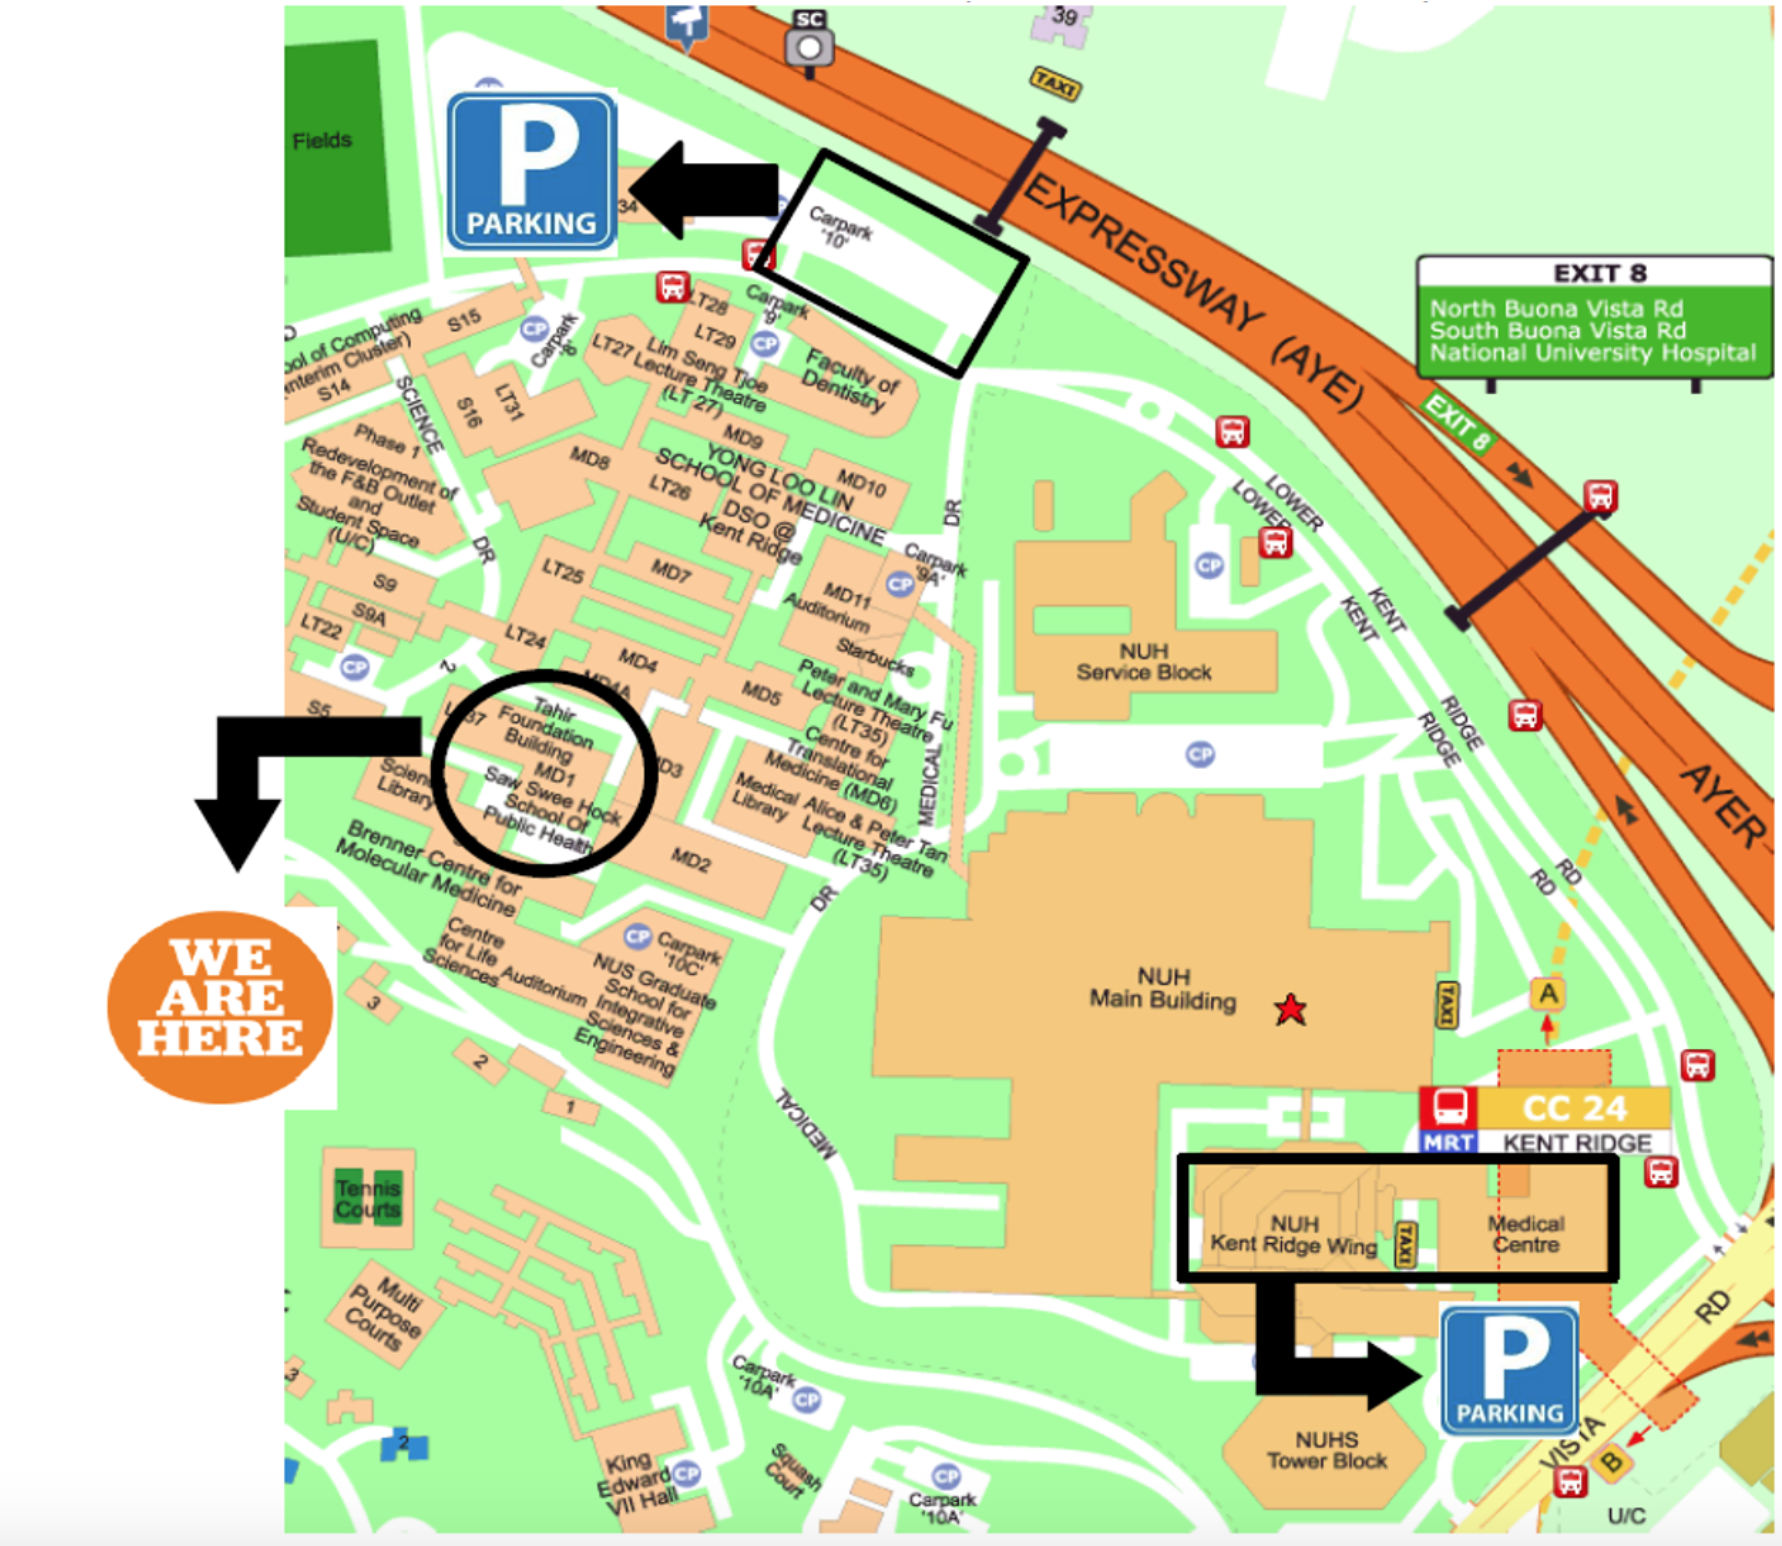 SC
39
TAXI
Fields
P
PARKING
3A
Carpark
'10'
EXPRESSWAY (AYE)
EXIT 8
North Buona Vista Rd
South Buona Vista Rd
National University Hospital
EXIT 8
LT28
LT29
Carpark
'9'
CP
S15
CP
Carpark
'8'
ool of Computing
nterim Cluster)
S14
LT27
Lim Seng Tjoe
Lecture Theatre
(LT 27)
Faculty of
Dentistry
SCIENCE
S16
LT31
Phase 1
Redevelopment of
the F&B Outlet
and
Student Space
(U/C)
DR
MD8
MD9
YONG LOO LIN
SCHOOL OF MEDICINE
MD10
LT26
DSO @
Kent Ridge
DR
LOWER
LOWER
KENT
KENT
RIDGE
RIDGE
RD
RD
CP
Carpark
'9A'
CP
LT25
MD7
MD11
Auditorium
Starbucks
S9
S9A
LT22
CP
LT24
2
MD4
MD4A
MD5
Peter and Mary Fu
Lecture Theatre
(LT35)
Centre for
Translational
Medicine (MD6)
NUH
Service Block
CP
AYER
S5
37
Tahir
Foundation
Building
MD1
Saw Swee Hock
School Of
Public Health
D3
Science
Library
Medical
Library
Alice & Peter Tan
Lecture Theatre
(LT35)
MEDICAL
DR
MD2
Brenner Centre for
Molecular Medicine
WE
ARE
HERE
Centre
for Life
Sciences
Auditorium
CP
Carpark
'10C'
NUS Graduate
School for
Integrative
Sciences &
Engineering
NUH
Main Building
TAXI
A
3
2
1
MEDICAL
CC 24
MRT
KENT RIDGE
NUH
Kent Ridge Wing
TAXI
Medical
Centre
Tennis
Courts
Multi
Purpose
Courts
3
2
Carpark
'10A'
CP
P
PARKING
RD
VISTA
B
NUHS
Tower Block
King
Edward
VII Hall
CP
Squash
Court
CP
Carpark
'10A'
U/C